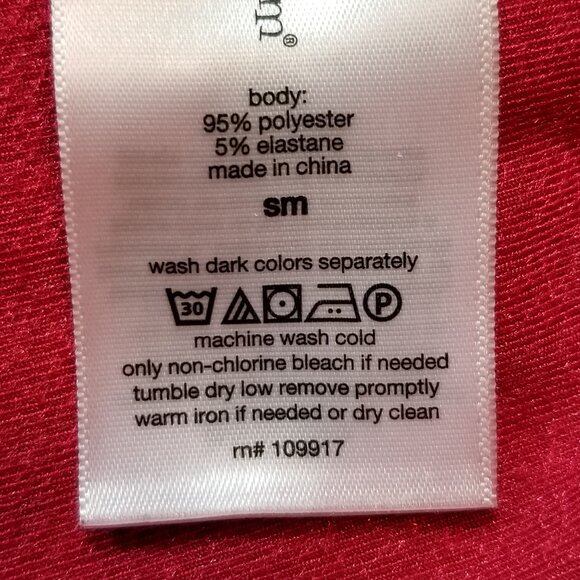 ®
body:
95% polyester
5% elastane
made in china
sm
wash dark colors separately
30 P
machine wash cold
only non-chlorine bleach if needed
tumble dry low remove promptly
warm iron if needed or dry clean
rn# 109917